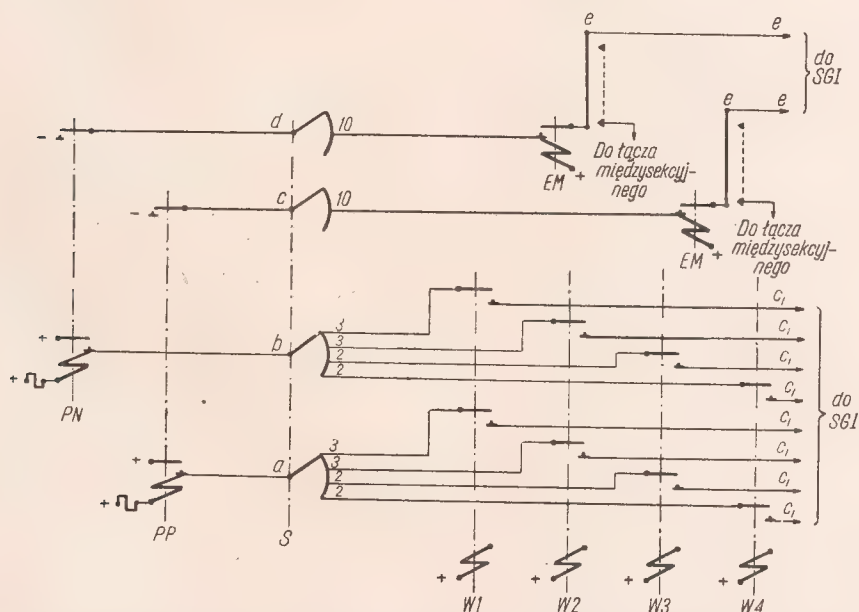 e e
do
SGI
e e
d 10
- +
EM
Do łącza
międzysekcyj-
nego
c 10
- +
EM
Do łącza
międzysekcyj-
nego
c₁
3
c₁
+ b 3
2
c₁
2
+
PN
c₁
do
SGI
c₁
3
c₁
+ a 3
2
c₁
2
+
c₁
PP S
+ + + +
W1 W2 W3 W4